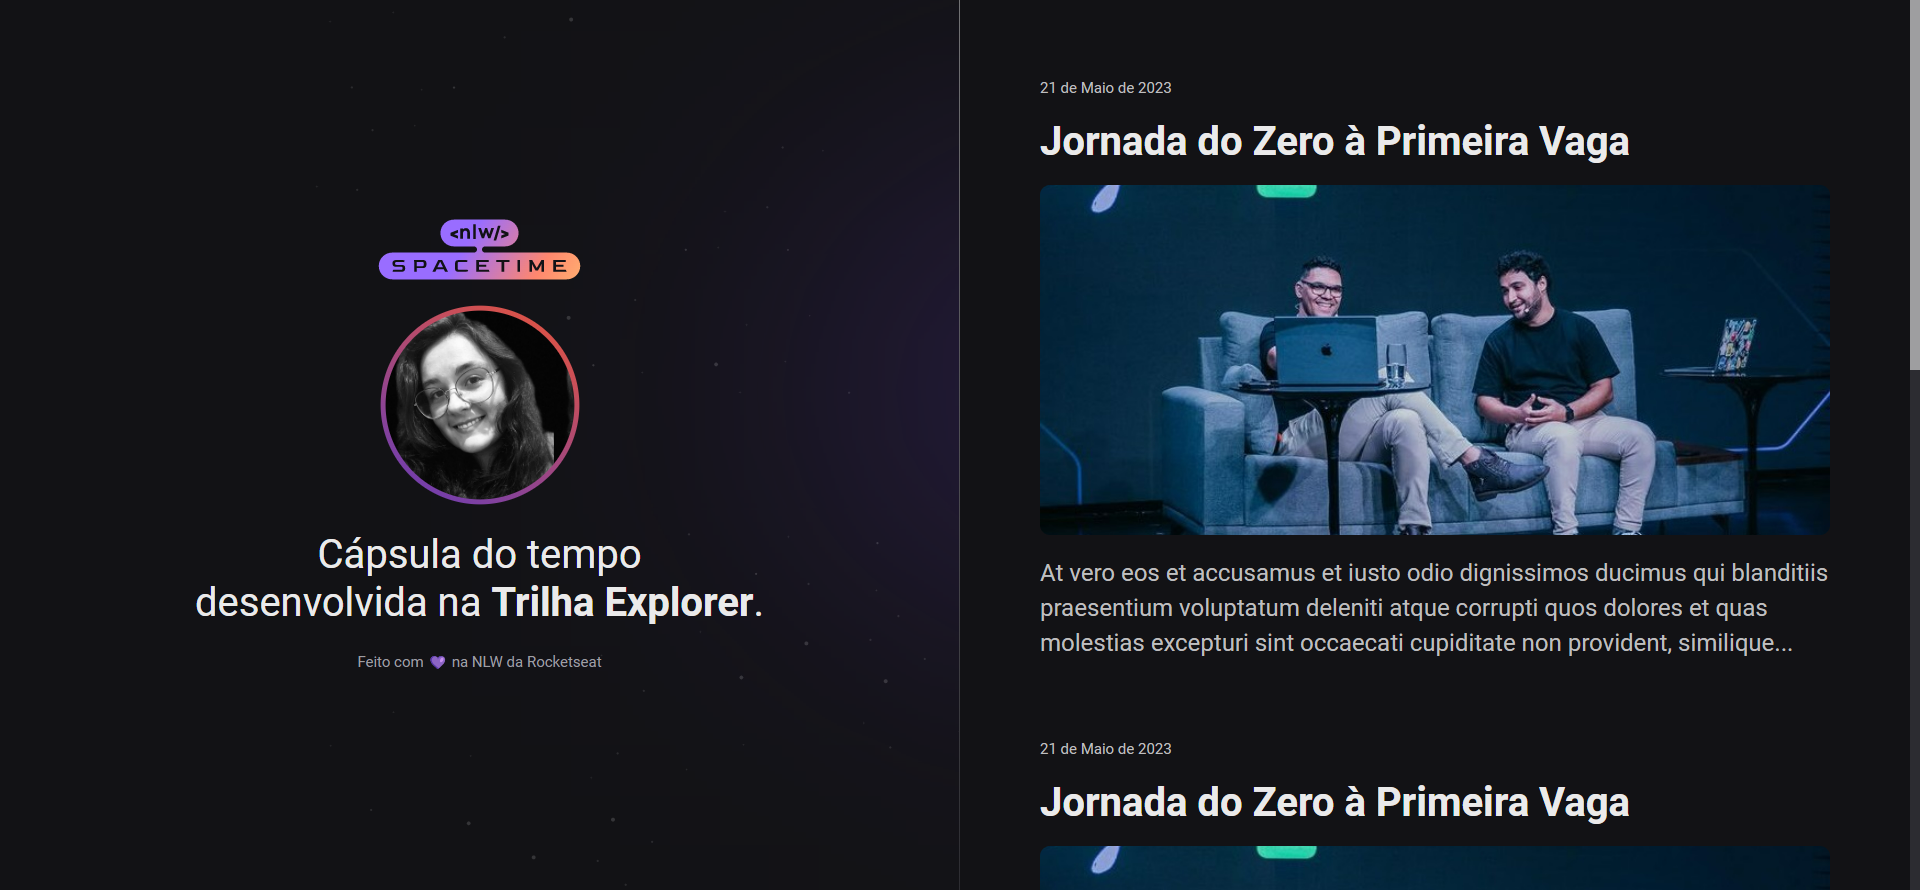 <nlw/>
SPACETIME
Cápsula do tempo
desenvolvida na Trilha Explorer.
Feito com 💜 na NLW da Rocketseat
21 de Maio de 2023
Jornada do Zero à Primeira Vaga
At vero eos et accusamus et iusto odio dignissimos ducimus qui blanditiis
praesentium voluptatum deleniti atque corrupti quos dolores et quas
molestias excepturi sint occaecati cupiditate non provident, similique...
21 de Maio de 2023
Jornada do Zero à Primeira Vaga